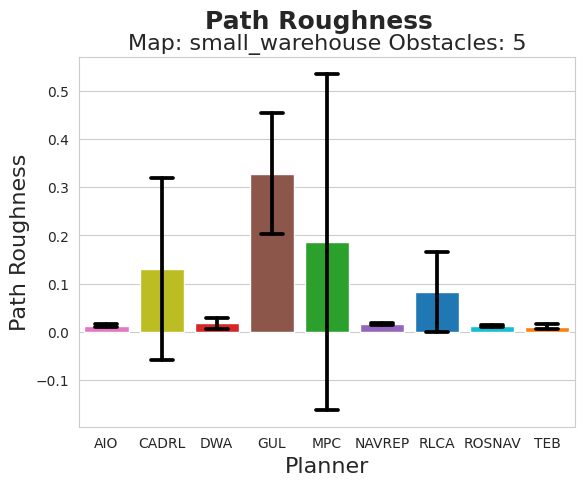 Path Roughness
Map: small_warehouse Obstacles: 5
Path Roughness
0.5
0.4
0.3
0.2
0.1
0.0
−0.1
AIO CADRL DWA GUL MPC NAVREP RLCA ROSNAV TEB
Planner